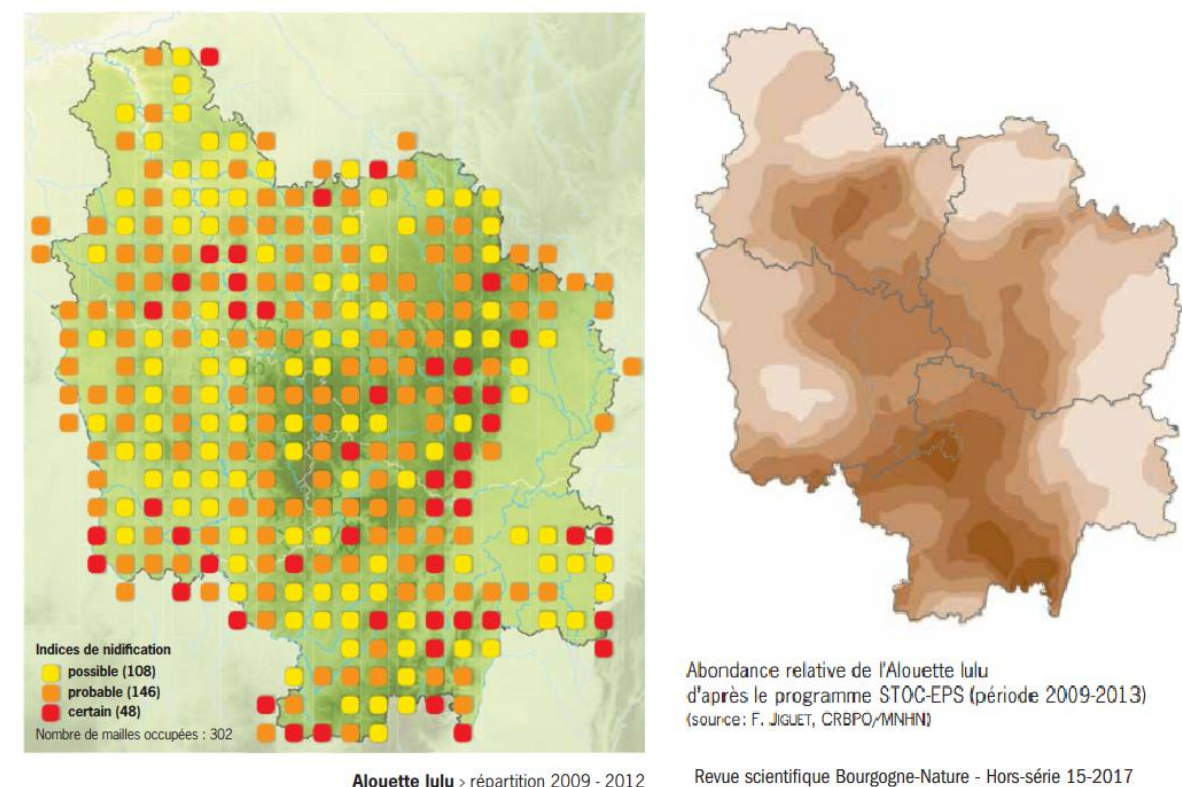 Indices de nidification
possible (108)
probable (146)
certain (48)
Nombre de mailles occupées : 302
Alouette lulu > répartition 2009 - 2012
Abondance relative de l'Alouette lulu
d'après le programme STOC-EPS (période 2009-2013)
(source: F. JIGUET, CRBPO/MNHN)
Revue scientifique Bourgogne-Nature - Hors-série 15-2017